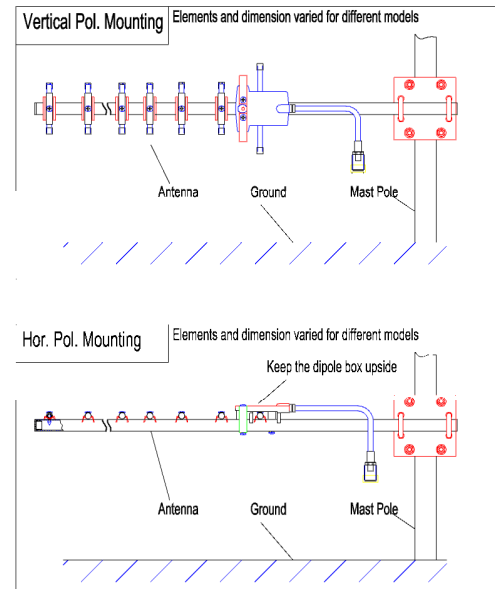 Vertical Pol. Mounting
Elements and dimension varied for different models
Antenna
Ground
Mast Pole
Hor. Pol. Mounting
Elements and dimension varied for different models
Keep the dipole box upside
Antenna
Ground
Mast Pole